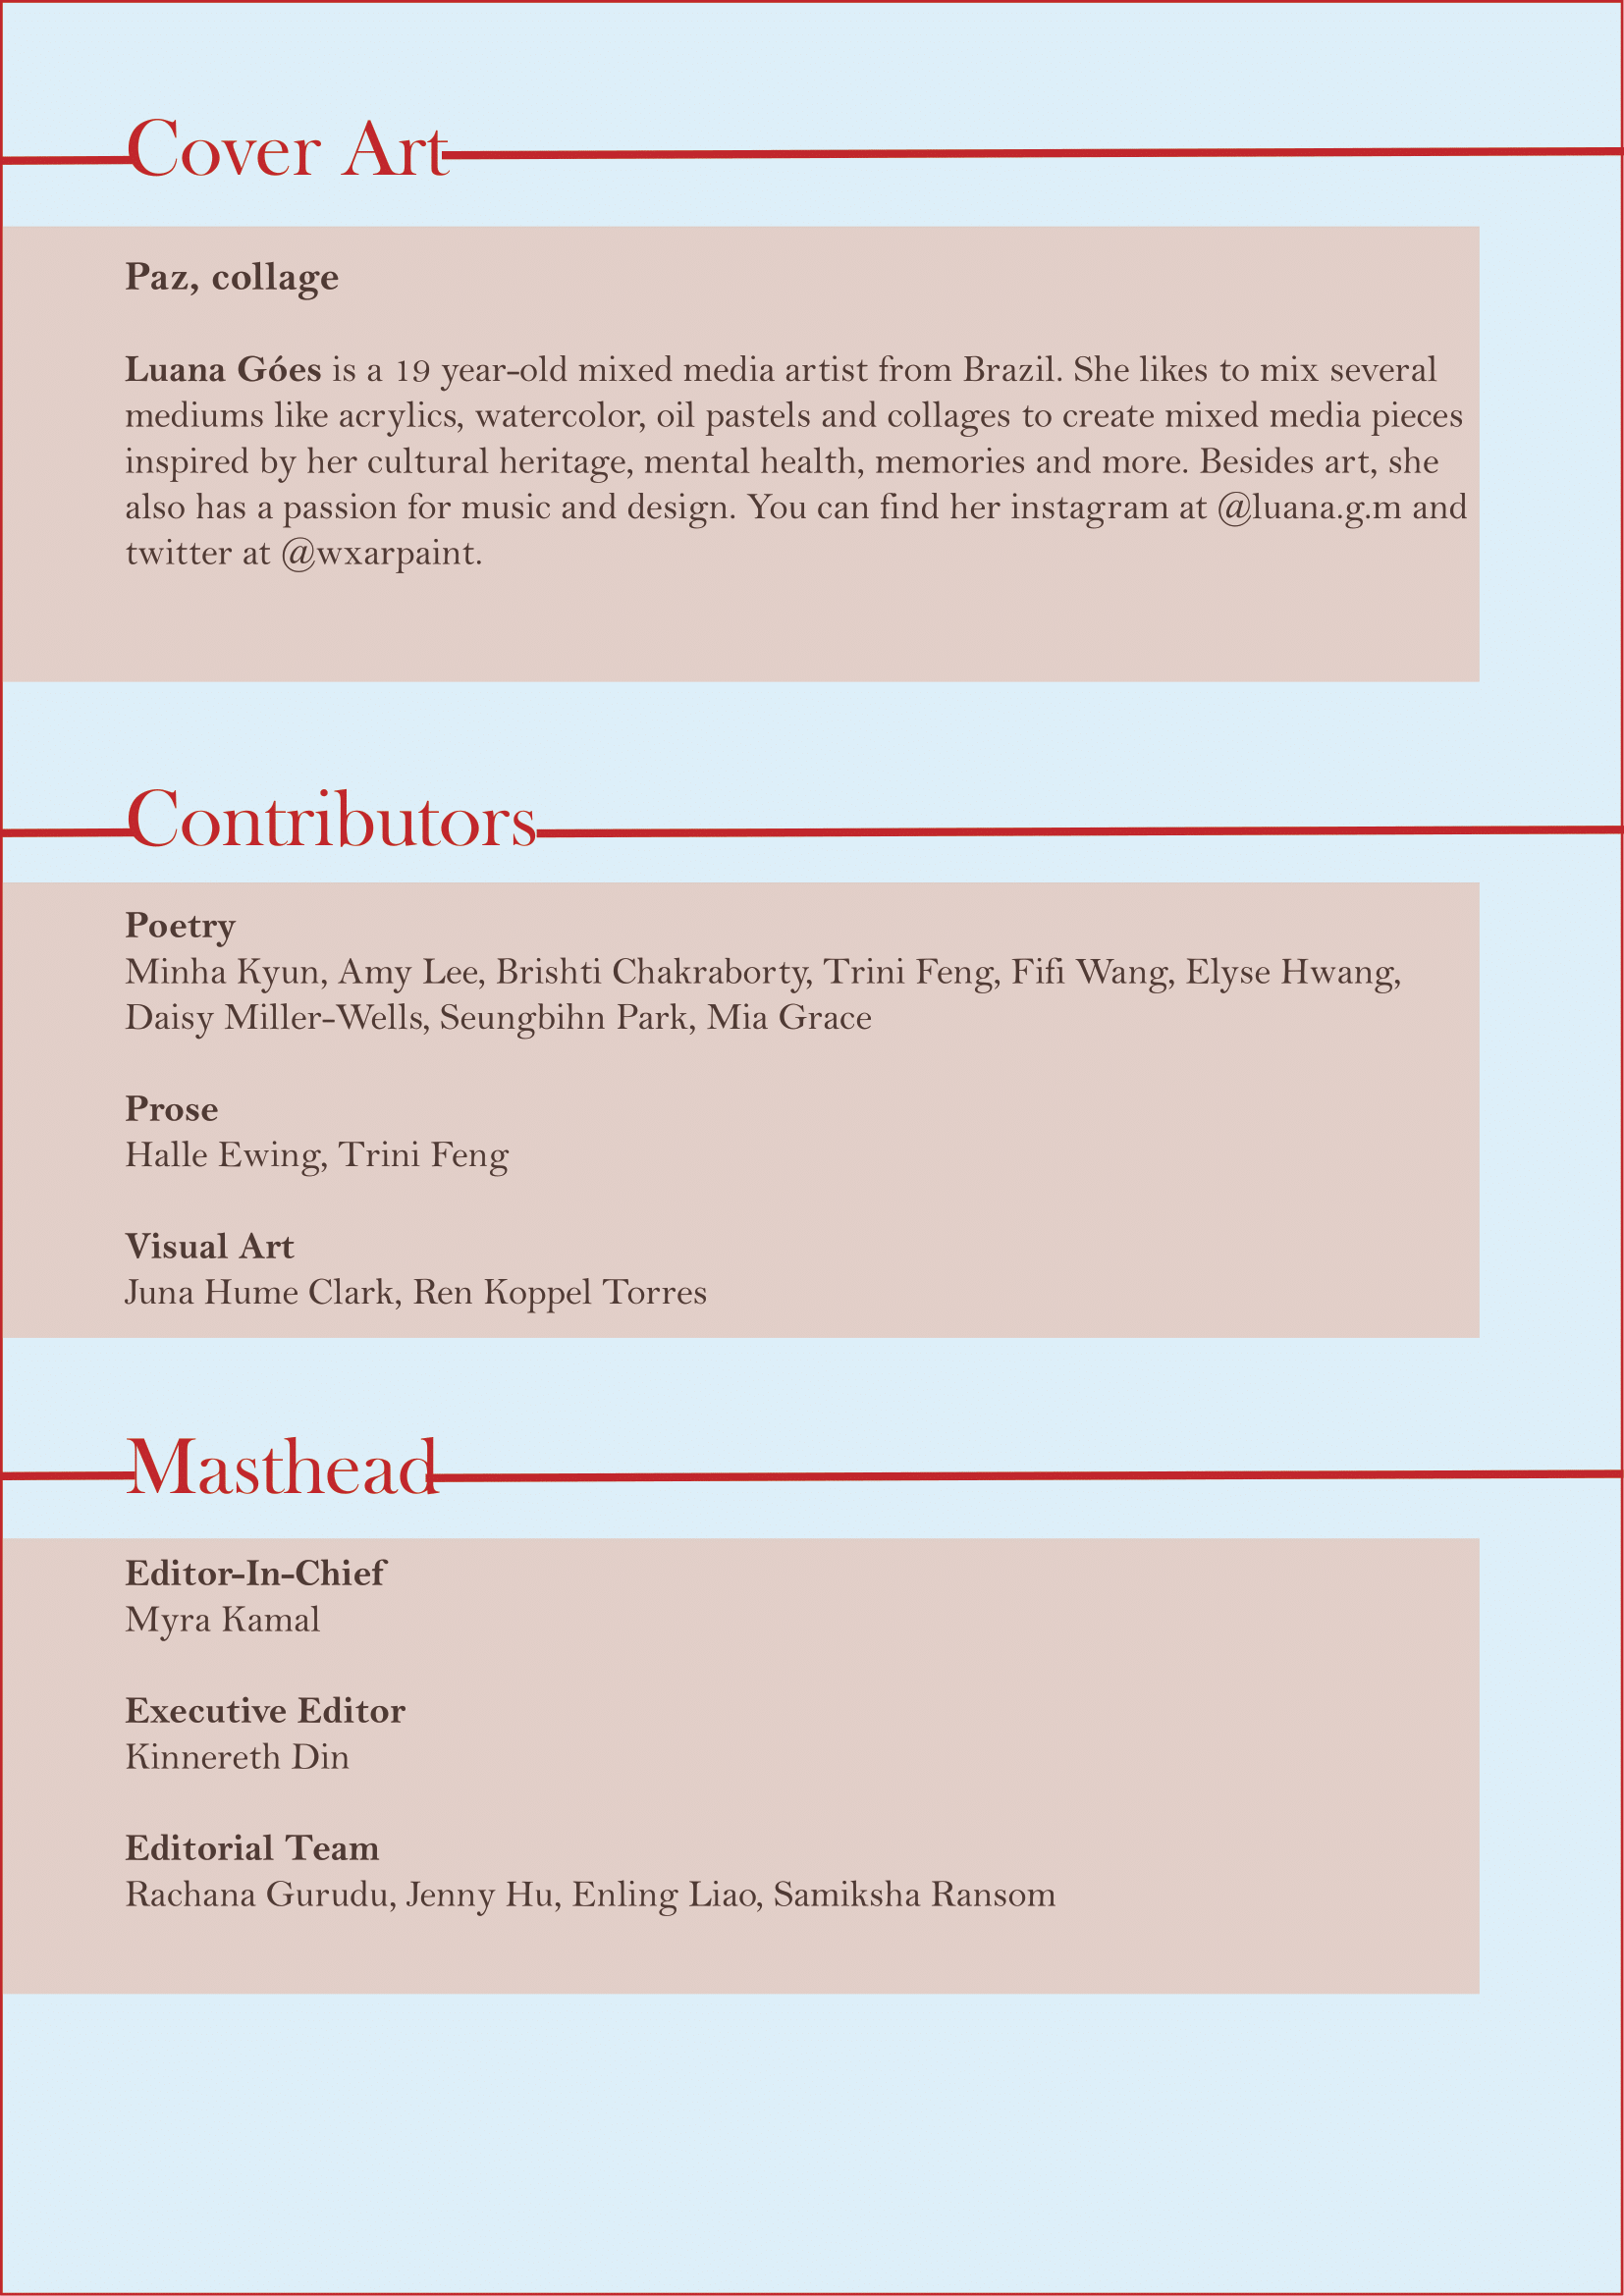 Cover Art
Paz, collage
Luana Góes is a 19 year-old mixed media artist from Brazil. She likes to mix several
mediums like acrylics, watercolor, oil pastels and collages to create mixed media pieces
inspired by her cultural heritage, mental health, memories and more. Besides art, she
also has a passion for music and design. You can find her instagram at @luana.g.m and
twitter at @wxarpaint.
Contributors
Poetry
Minha Kyun, Amy Lee, Brishti Chakraborty, Trini Feng, Fifi Wang, Elyse Hwang,
Daisy Miller-Wells, Seungbihn Park, Mia Grace
Prose
Halle Ewing, Trini Feng
Visual Art
Juna Hume Clark, Ren Koppel Torres
Masthead
Editor-In-Chief
Myra Kamal
Executive Editor
Kinnereth Din
Editorial Team
Rachana Gurudu, Jenny Hu, Enling Liao, Samiksha Ransom